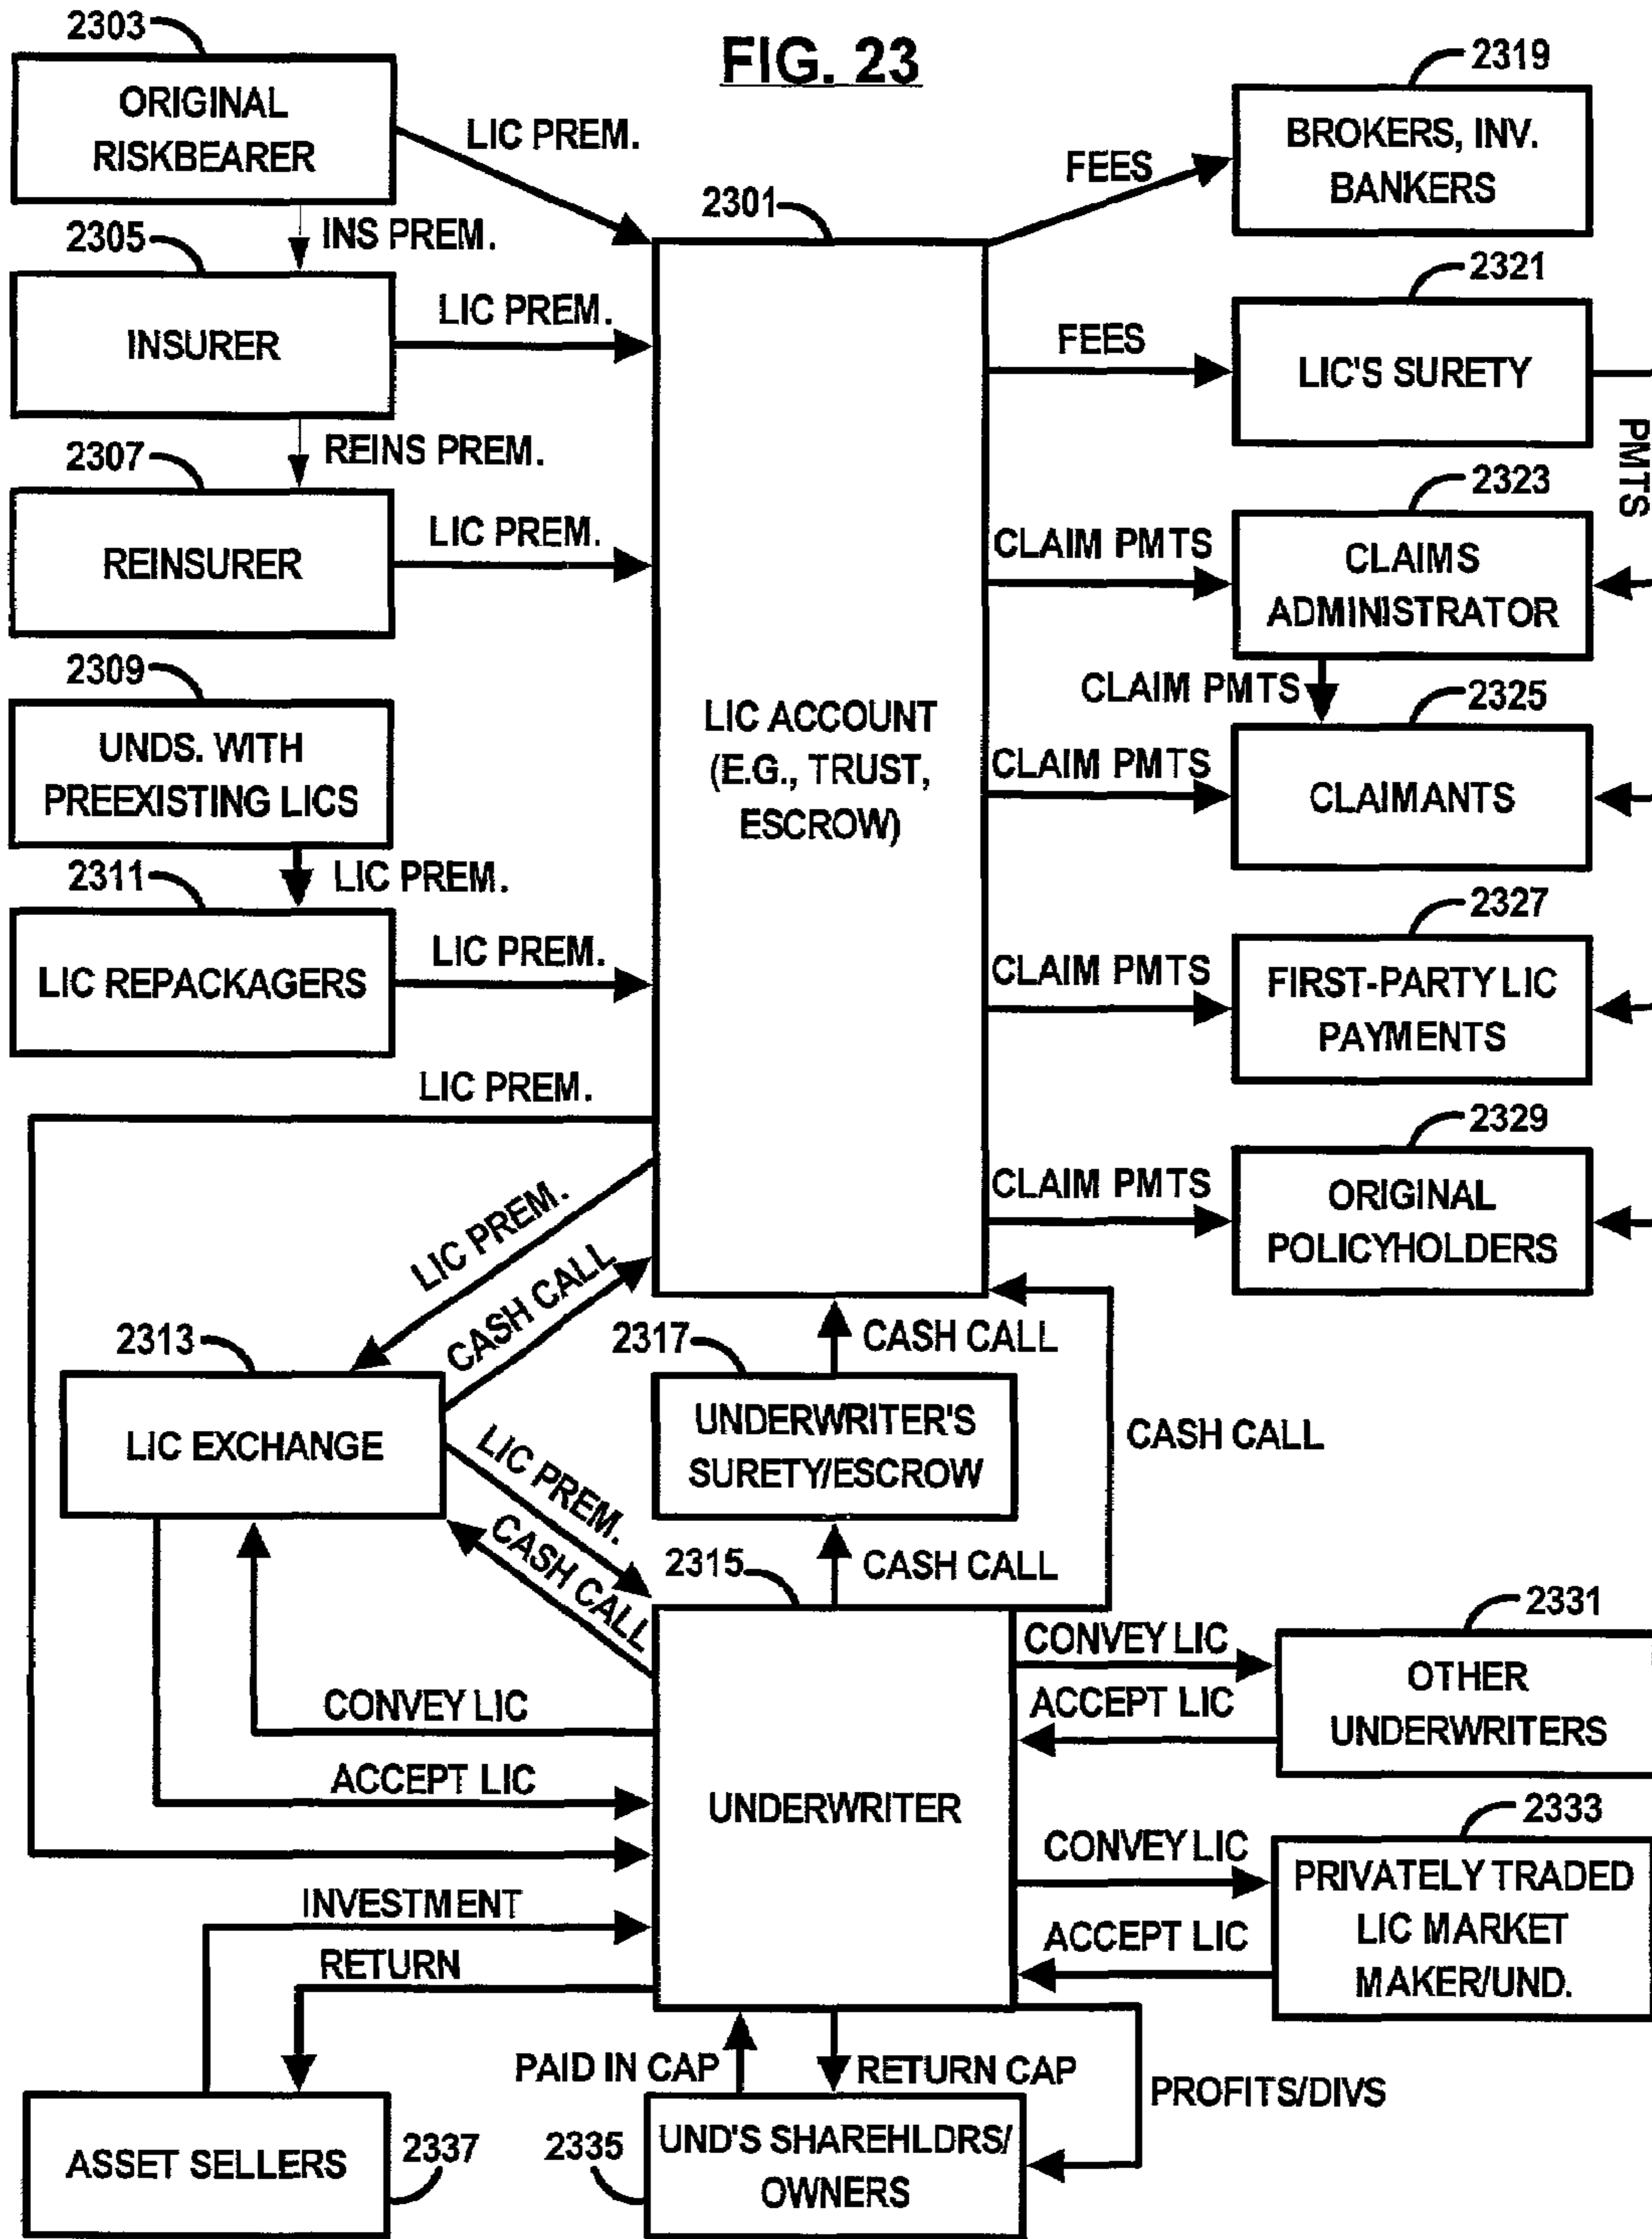 FIG. 23
2303
ORIGINAL
RISKBEARER
LIC PREM.
INS PREM.
2305
INSURER
LIC PREM.
REINS PREM.
2307
REINSURER
LIC PREM.
2309
UNDS. WITH
PREEXISTING LICS
LIC PREM.
2311
LIC REPACKAGERS
LIC PREM.
LIC PREM.
2301
LIC ACCOUNT
(E.G., TRUST,
ESCROW)
FEES
2319
BROKERS, INV.
BANKERS
FEES
2321
LIC'S SURETY
PMTS
CLAIM PMTS
2323
CLAIMS
ADMINISTRATOR
CLAIM PMTS
CLAIM PMTS
2325
CLAIMANTS
CLAIM PMTS
2327
FIRST-PARTY LIC
PAYMENTS
CLAIM PMTS
2329
ORIGINAL
POLICYHOLDERS
LIC PREM.
CASH CALL
2313
LIC EXCHANGE
LIC PREM.
CASH CALL
CASH CALL
2317
UNDERWRITER'S
SURETY/ESCROW
CASH CALL
CASH CALL
2315
UNDERWRITER
CONVEY LIC
ACCEPT LIC
CONVEY LIC
ACCEPT LIC
2331
OTHER
UNDERWRITERS
CONVEY LIC
ACCEPT LIC
2333
PRIVATELY TRADED
LIC MARKET
MAKER/UND.
INVESTMENT
RETURN
PAID IN CAP
RETURN CAP
PROFITS/DIVS
ASSET SELLERS
2337
2335
UND'S SHAREHLDRS/
OWNERS